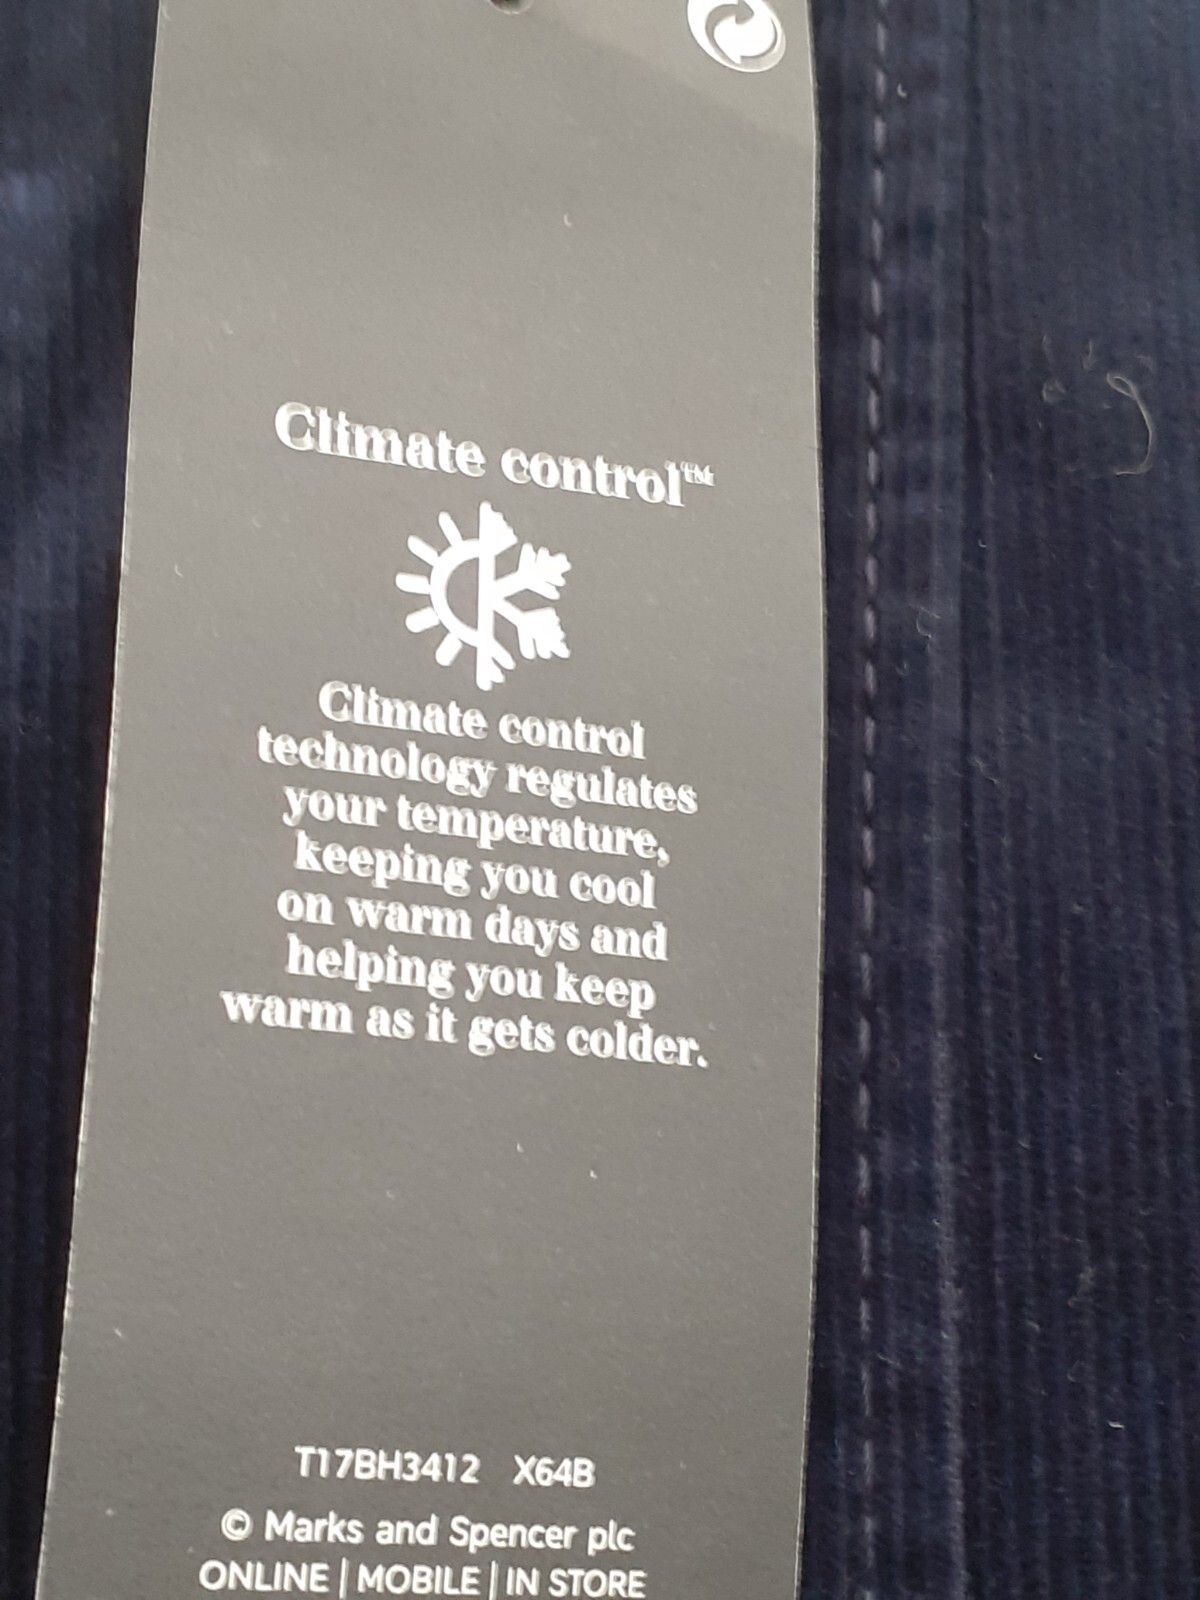 Climate control™
Climate control
technology regulates
your temperature,
keeping you cool
on warm days and
helping you keep
warm as it gets colder.
T17BH3412 X64B
© Marks and Spencer plc
ONLINE | MOBILE | IN STORE